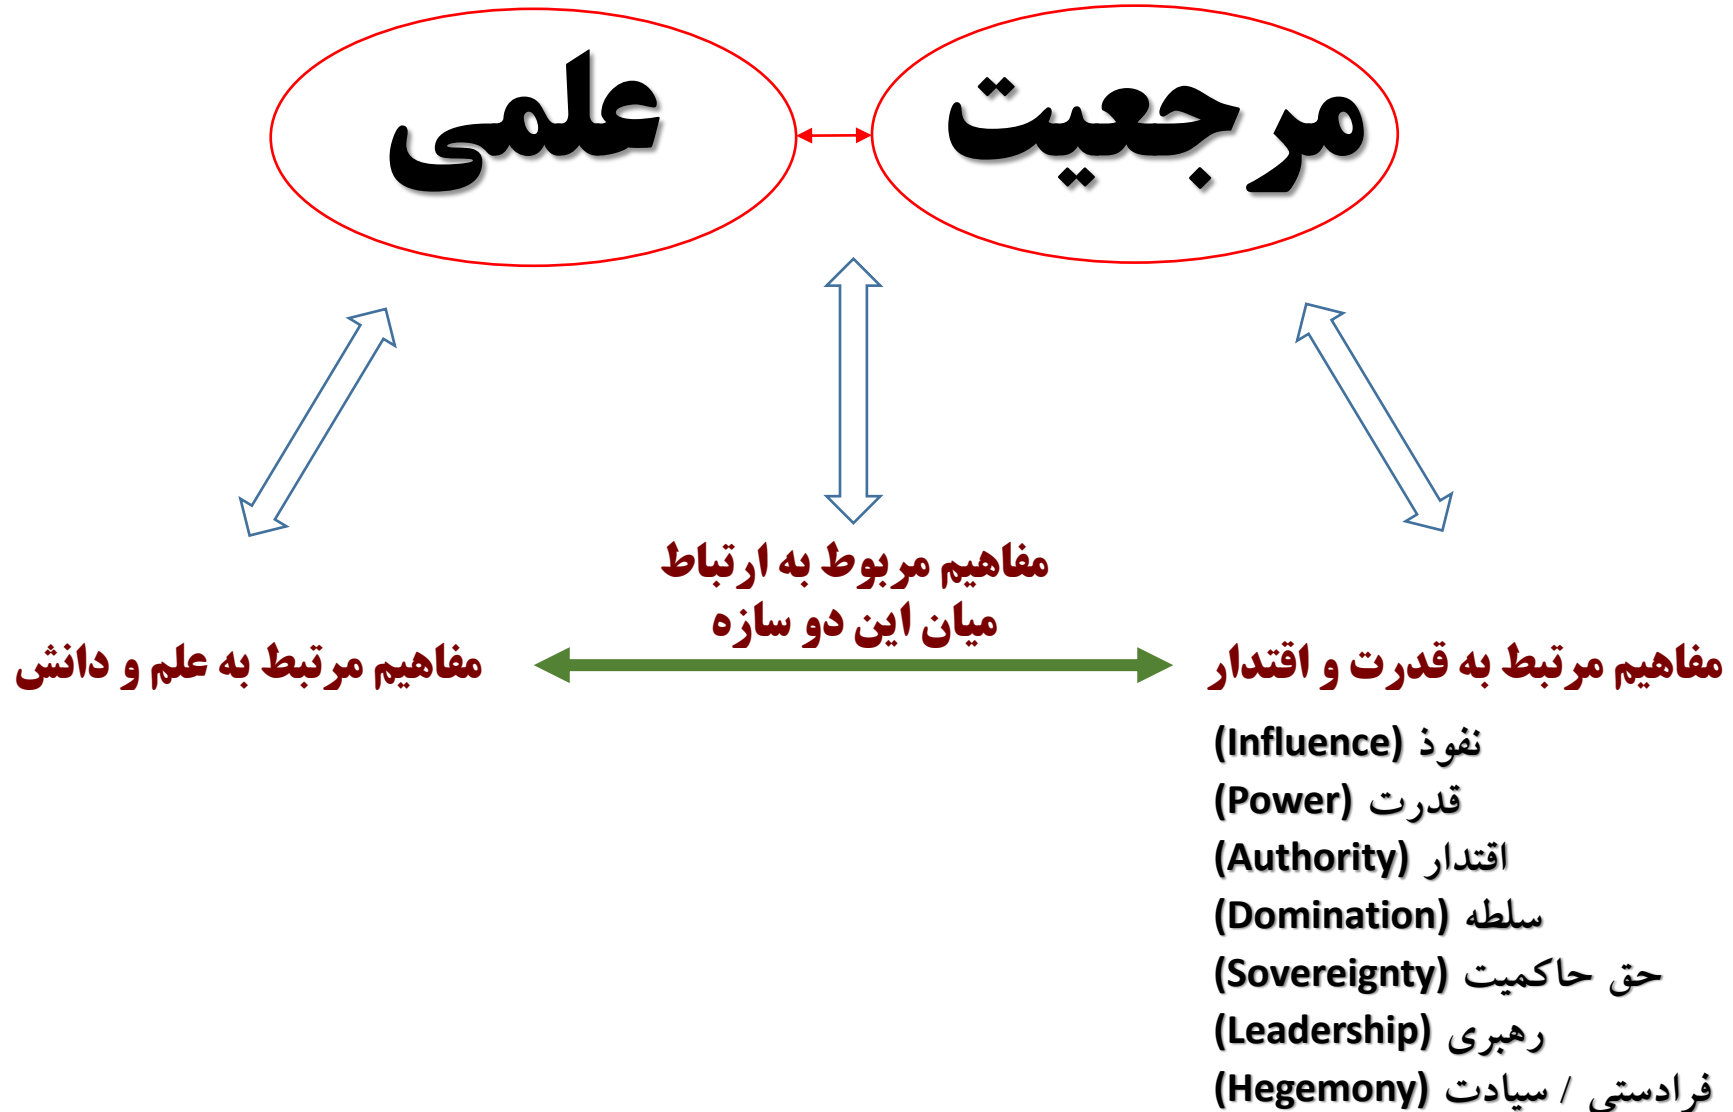 مرجعیت علمی
مفاهیم مربوط به ارتباط
میان این دو سازه
مفاهیم مرتبط به قدرت و اقتدار
مفاهیم مرتبط به علم و دانش
نفوذ (Influence)
قدرت (Power)
اقتدار (Authority)
سلطه (Domination)
حق حاکمیت (Sovereignty)
رهبری (Leadership)
فرادستی / سیادت (Hegemony)